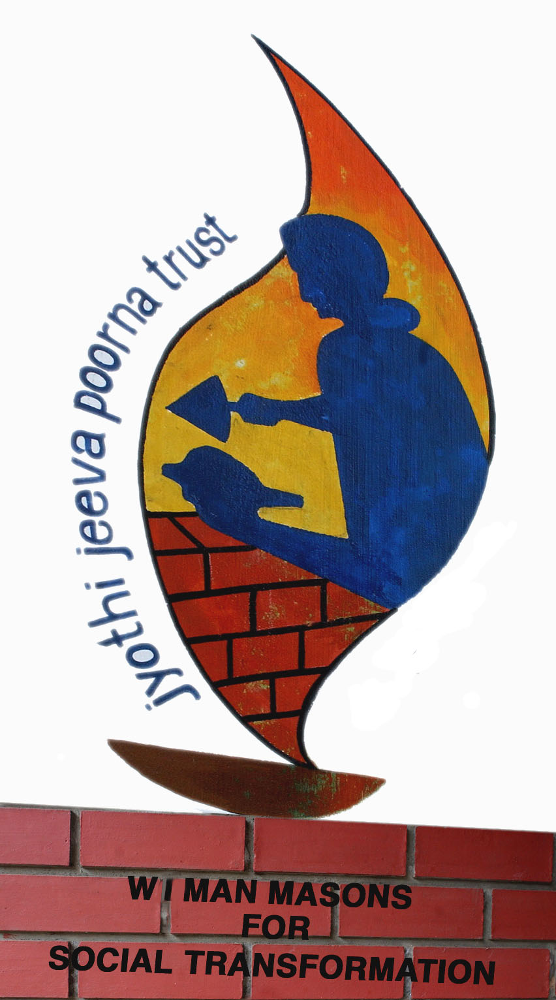 jyothi jeeva poorna trust
W I MAN MASONS
FOR
SOCIAL TRANSFORMATION